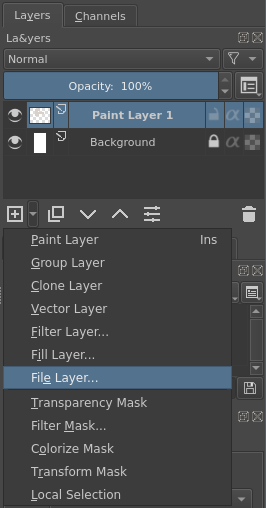 Layers Channels
La&yers
Normal
Opacity: 100%
Paint Layer 1
Background
Paint Layer Ins
Group Layer
Clone Layer
Vector Layer
Filter Layer...
Fill Layer...
File Layer...
Transparency Mask
Filter Mask...
Colorize Mask
Transform Mask
Local Selection